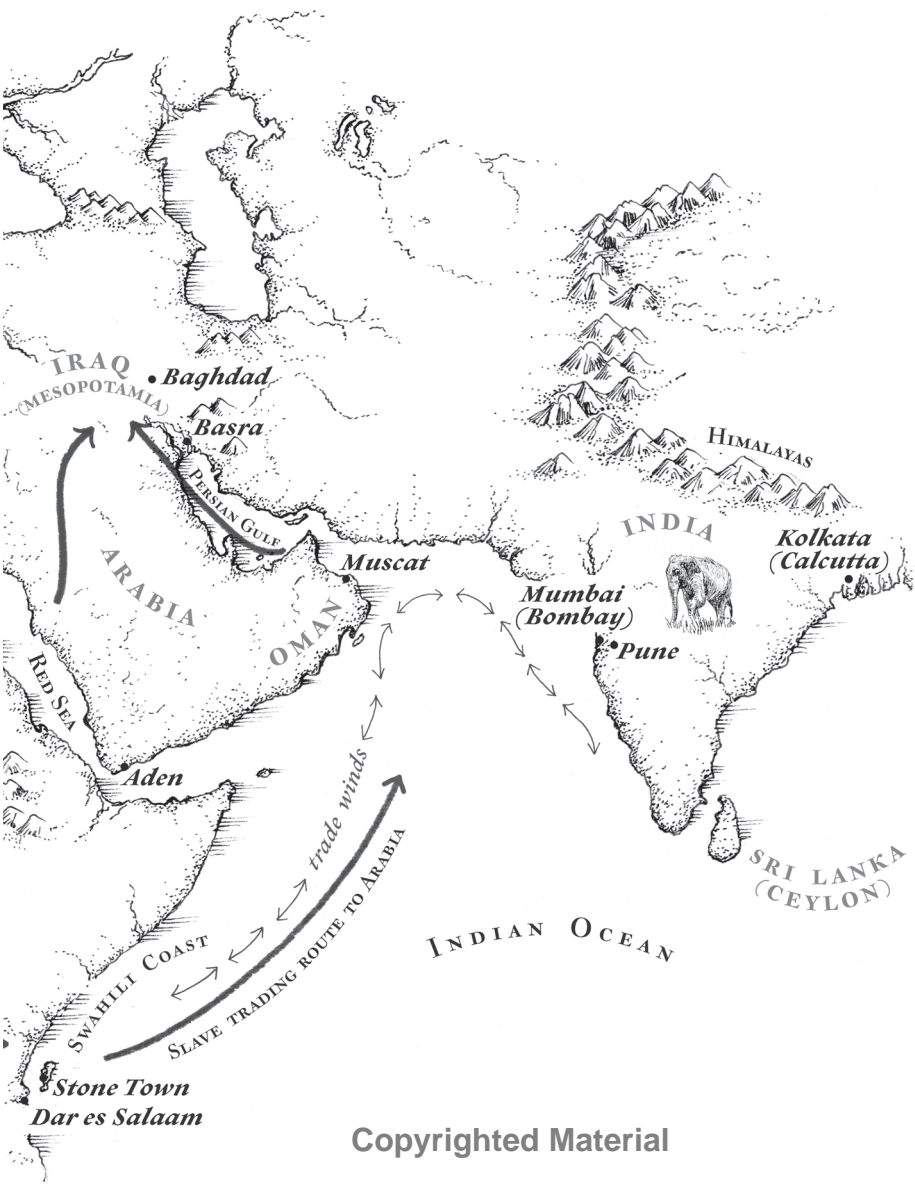 IRAQ
(MESOPOTAMIA)
Baghdad
Basra
PERSIAN GULF
HIMALAYAS
INDIA
Kolkata
(Calcutta)
ARABIA
Muscat
OMAN
Mumbai
(Bombay)
Pune
RED SEA
Aden
trade winds
SLAVE TRADING ROUTE TO ARABIA
SRI LANKA
(CEYLON)
INDIAN OCEAN
SWAHILI COAST
Stone Town
Dar es Salaam
Copyrighted Material